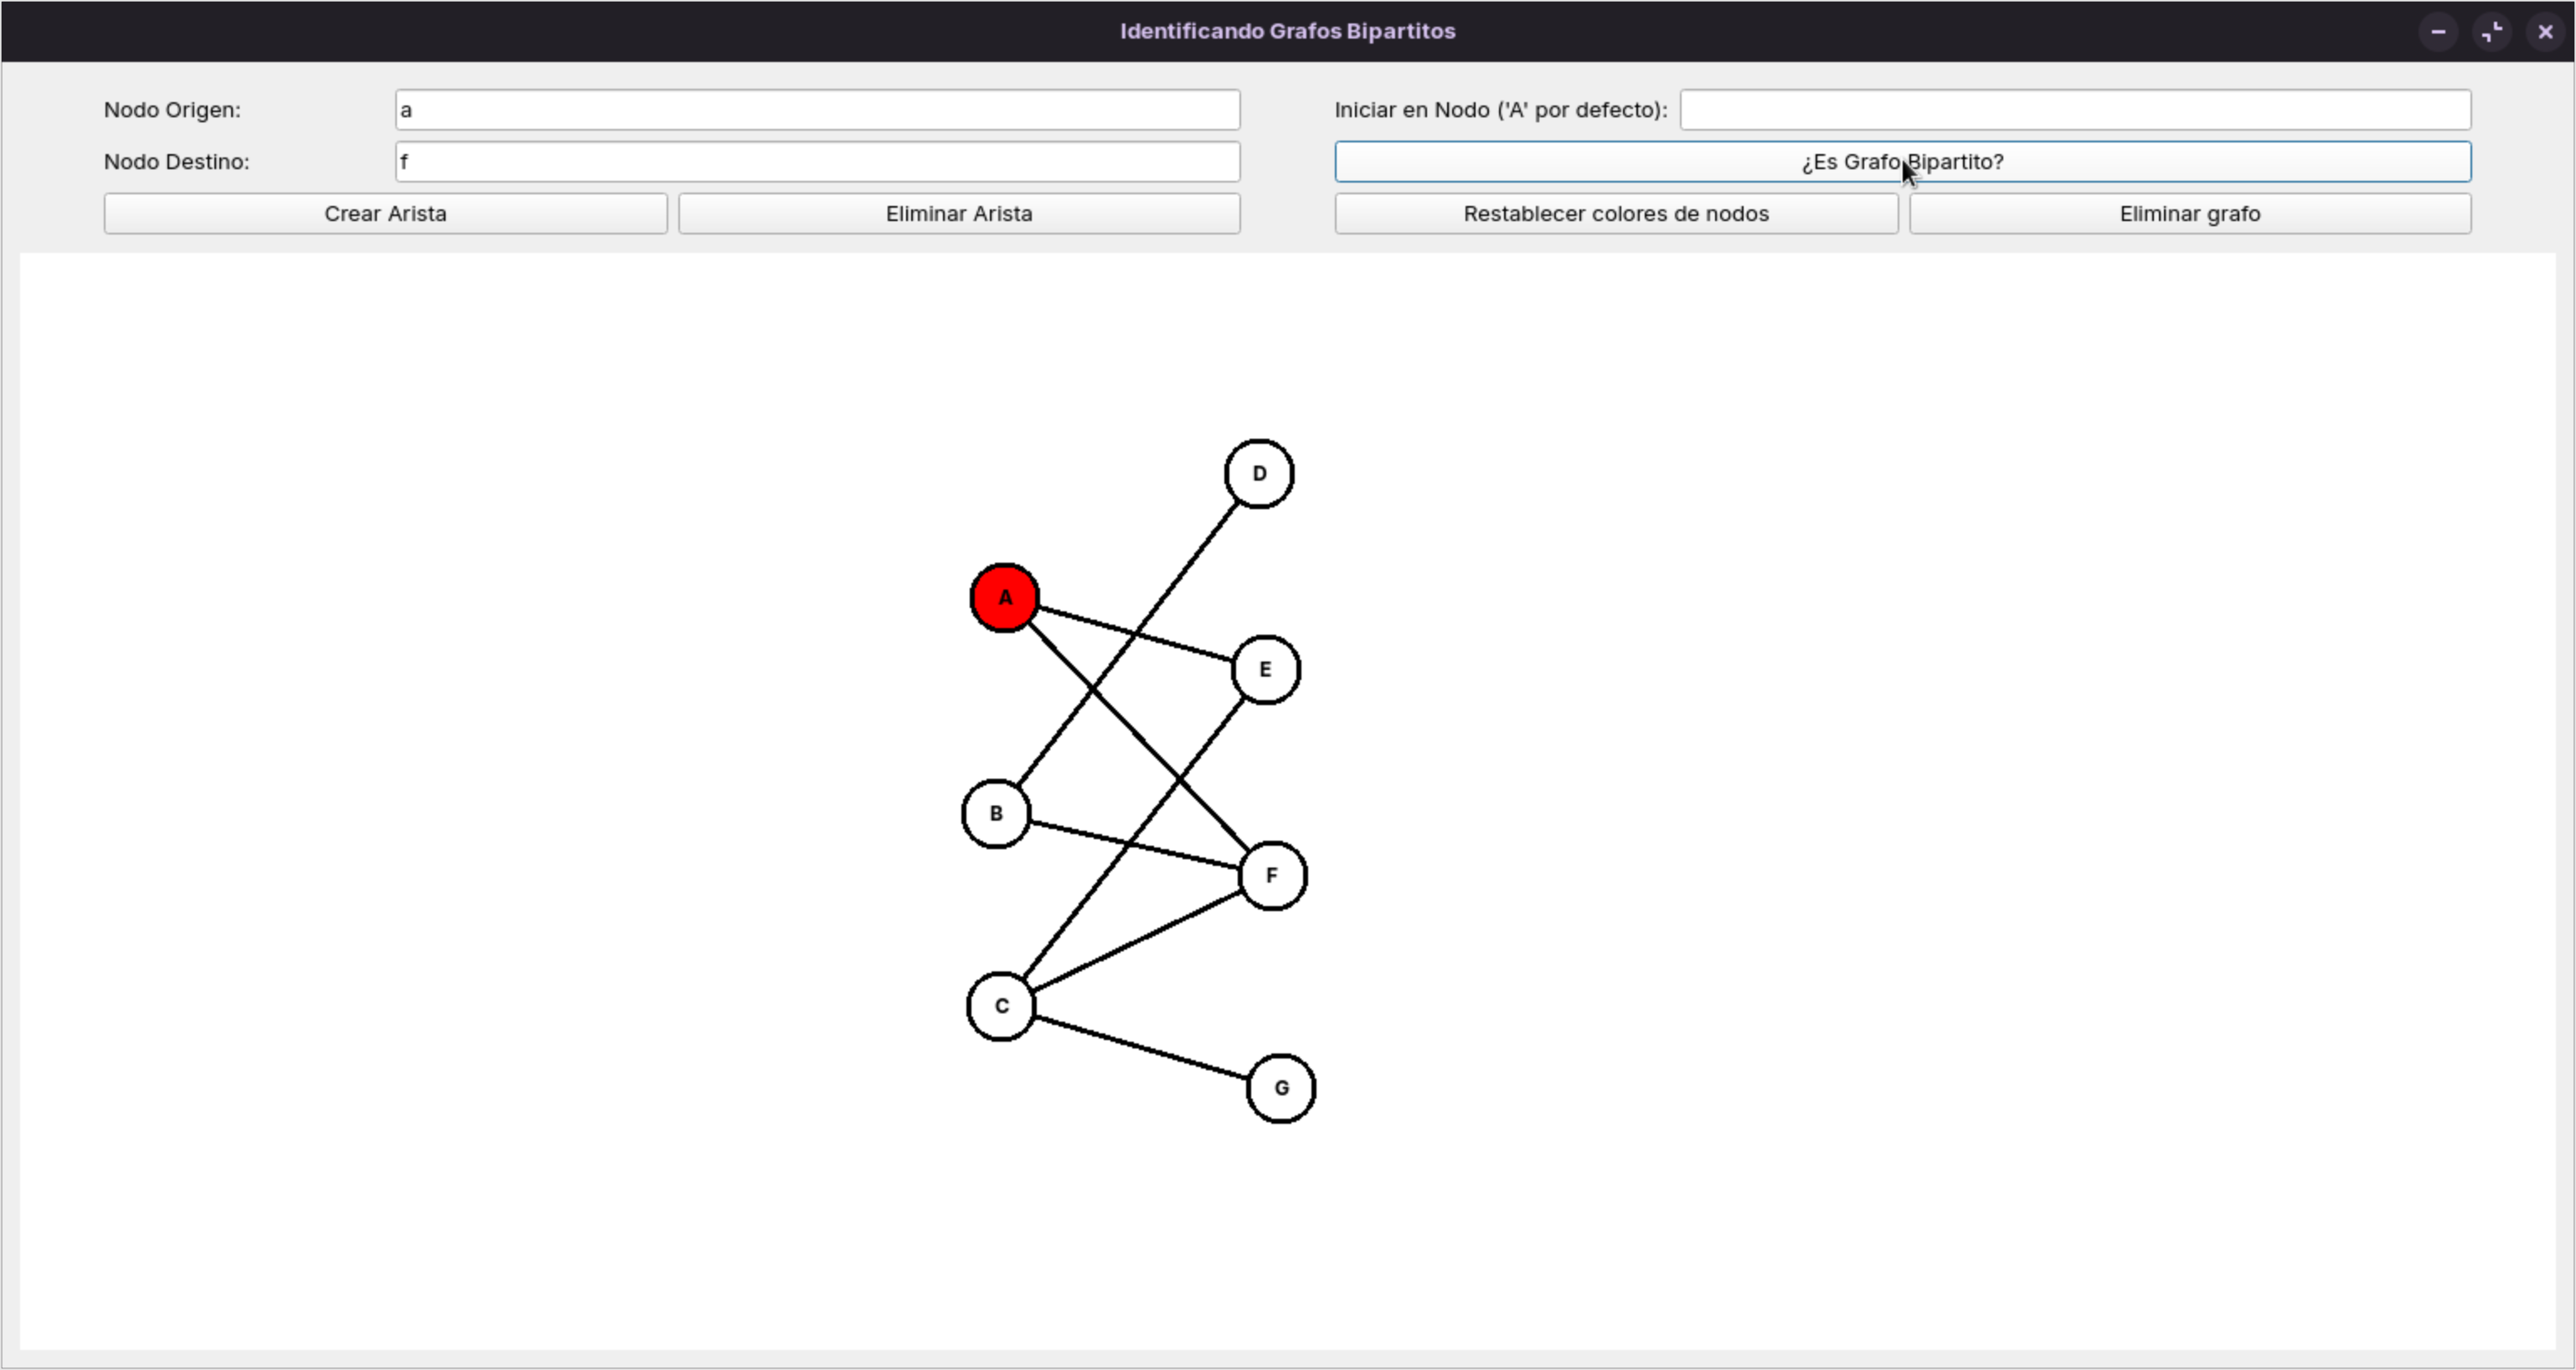 Identificando Grafos Bipartitos
Nodo Origen: a
Iniciar en Nodo ('A' por defecto):
Nodo Destino: f
¿Es Grafo Bipartito?
Crear Arista
Eliminar Arista
Restablecer colores de nodos
Eliminar grafo
D
A
E
B
F
C
G